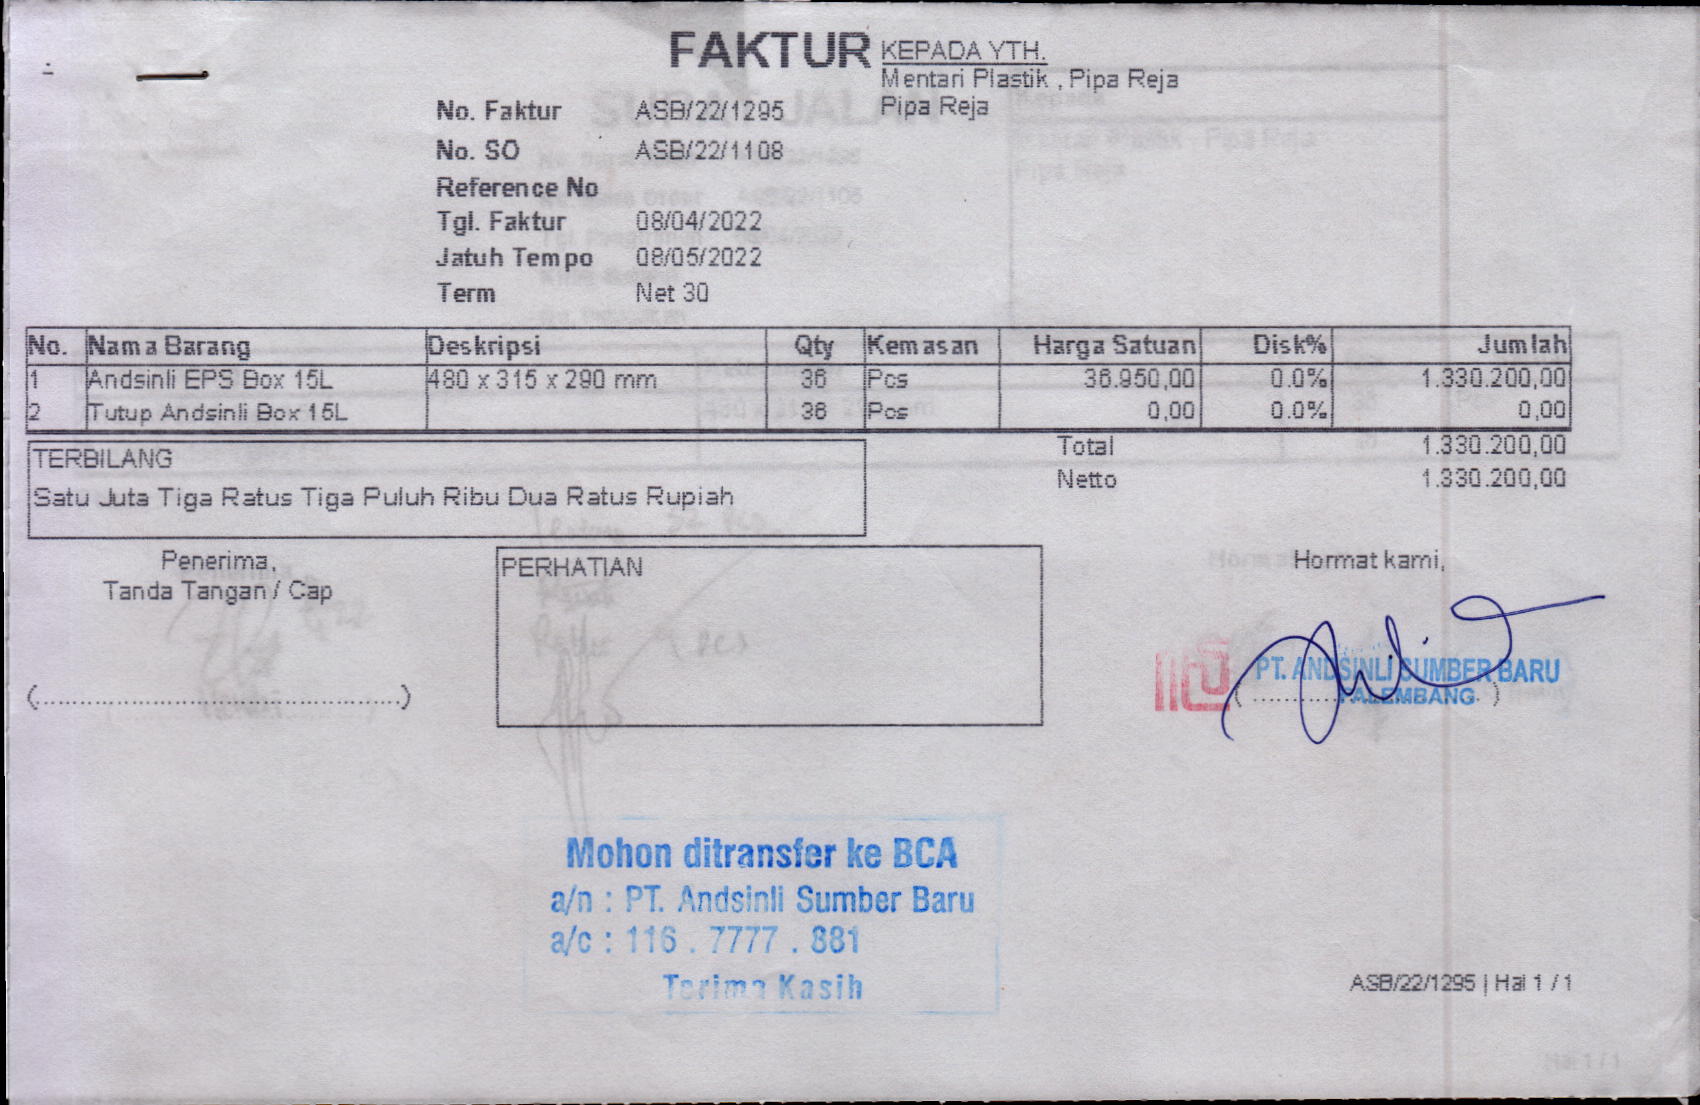 FAKTUR
KEPADA YTH.
Mentari Plastik , Pipa Reja
Pipa Reja
No. Faktur ASB/22/1295
No. SO ASB/22/1108
Reference No
Tgl. Faktur 08/04/2022
Jatuh Tempo 08/05/2022
Term Net 30
No. Nama Barang Deskripsi Qty Kemasan Harga Satuan Disk% Jumlah
1 Andsinli EPS Box 15L 480 x 315 x 290 mm 36 Pcs 36.950,00 0.0% 1.330.200,00
2 Tutup Andsinli Box 15L 36 Pcs 0,00 0.0% 0,00
TERBILANG
Satu Juta Tiga Ratus Tiga Puluh Ribu Dua Ratus Rupiah
Total 1.330.200,00
Netto 1.330.200,00
Penerima,
Tanda Tangan / Cap
(................................................)
PERHATIAN
Hormat kami,
PT. ANDSINLI SUMBER BARU
PALEMBANG
Mohon ditransfer ke BCA
a/n : PT. Andsinli Sumber Baru
a/c : 116 . 7777 . 881
Terima Kasih
ASB/22/1295 | Hal 1 / 1